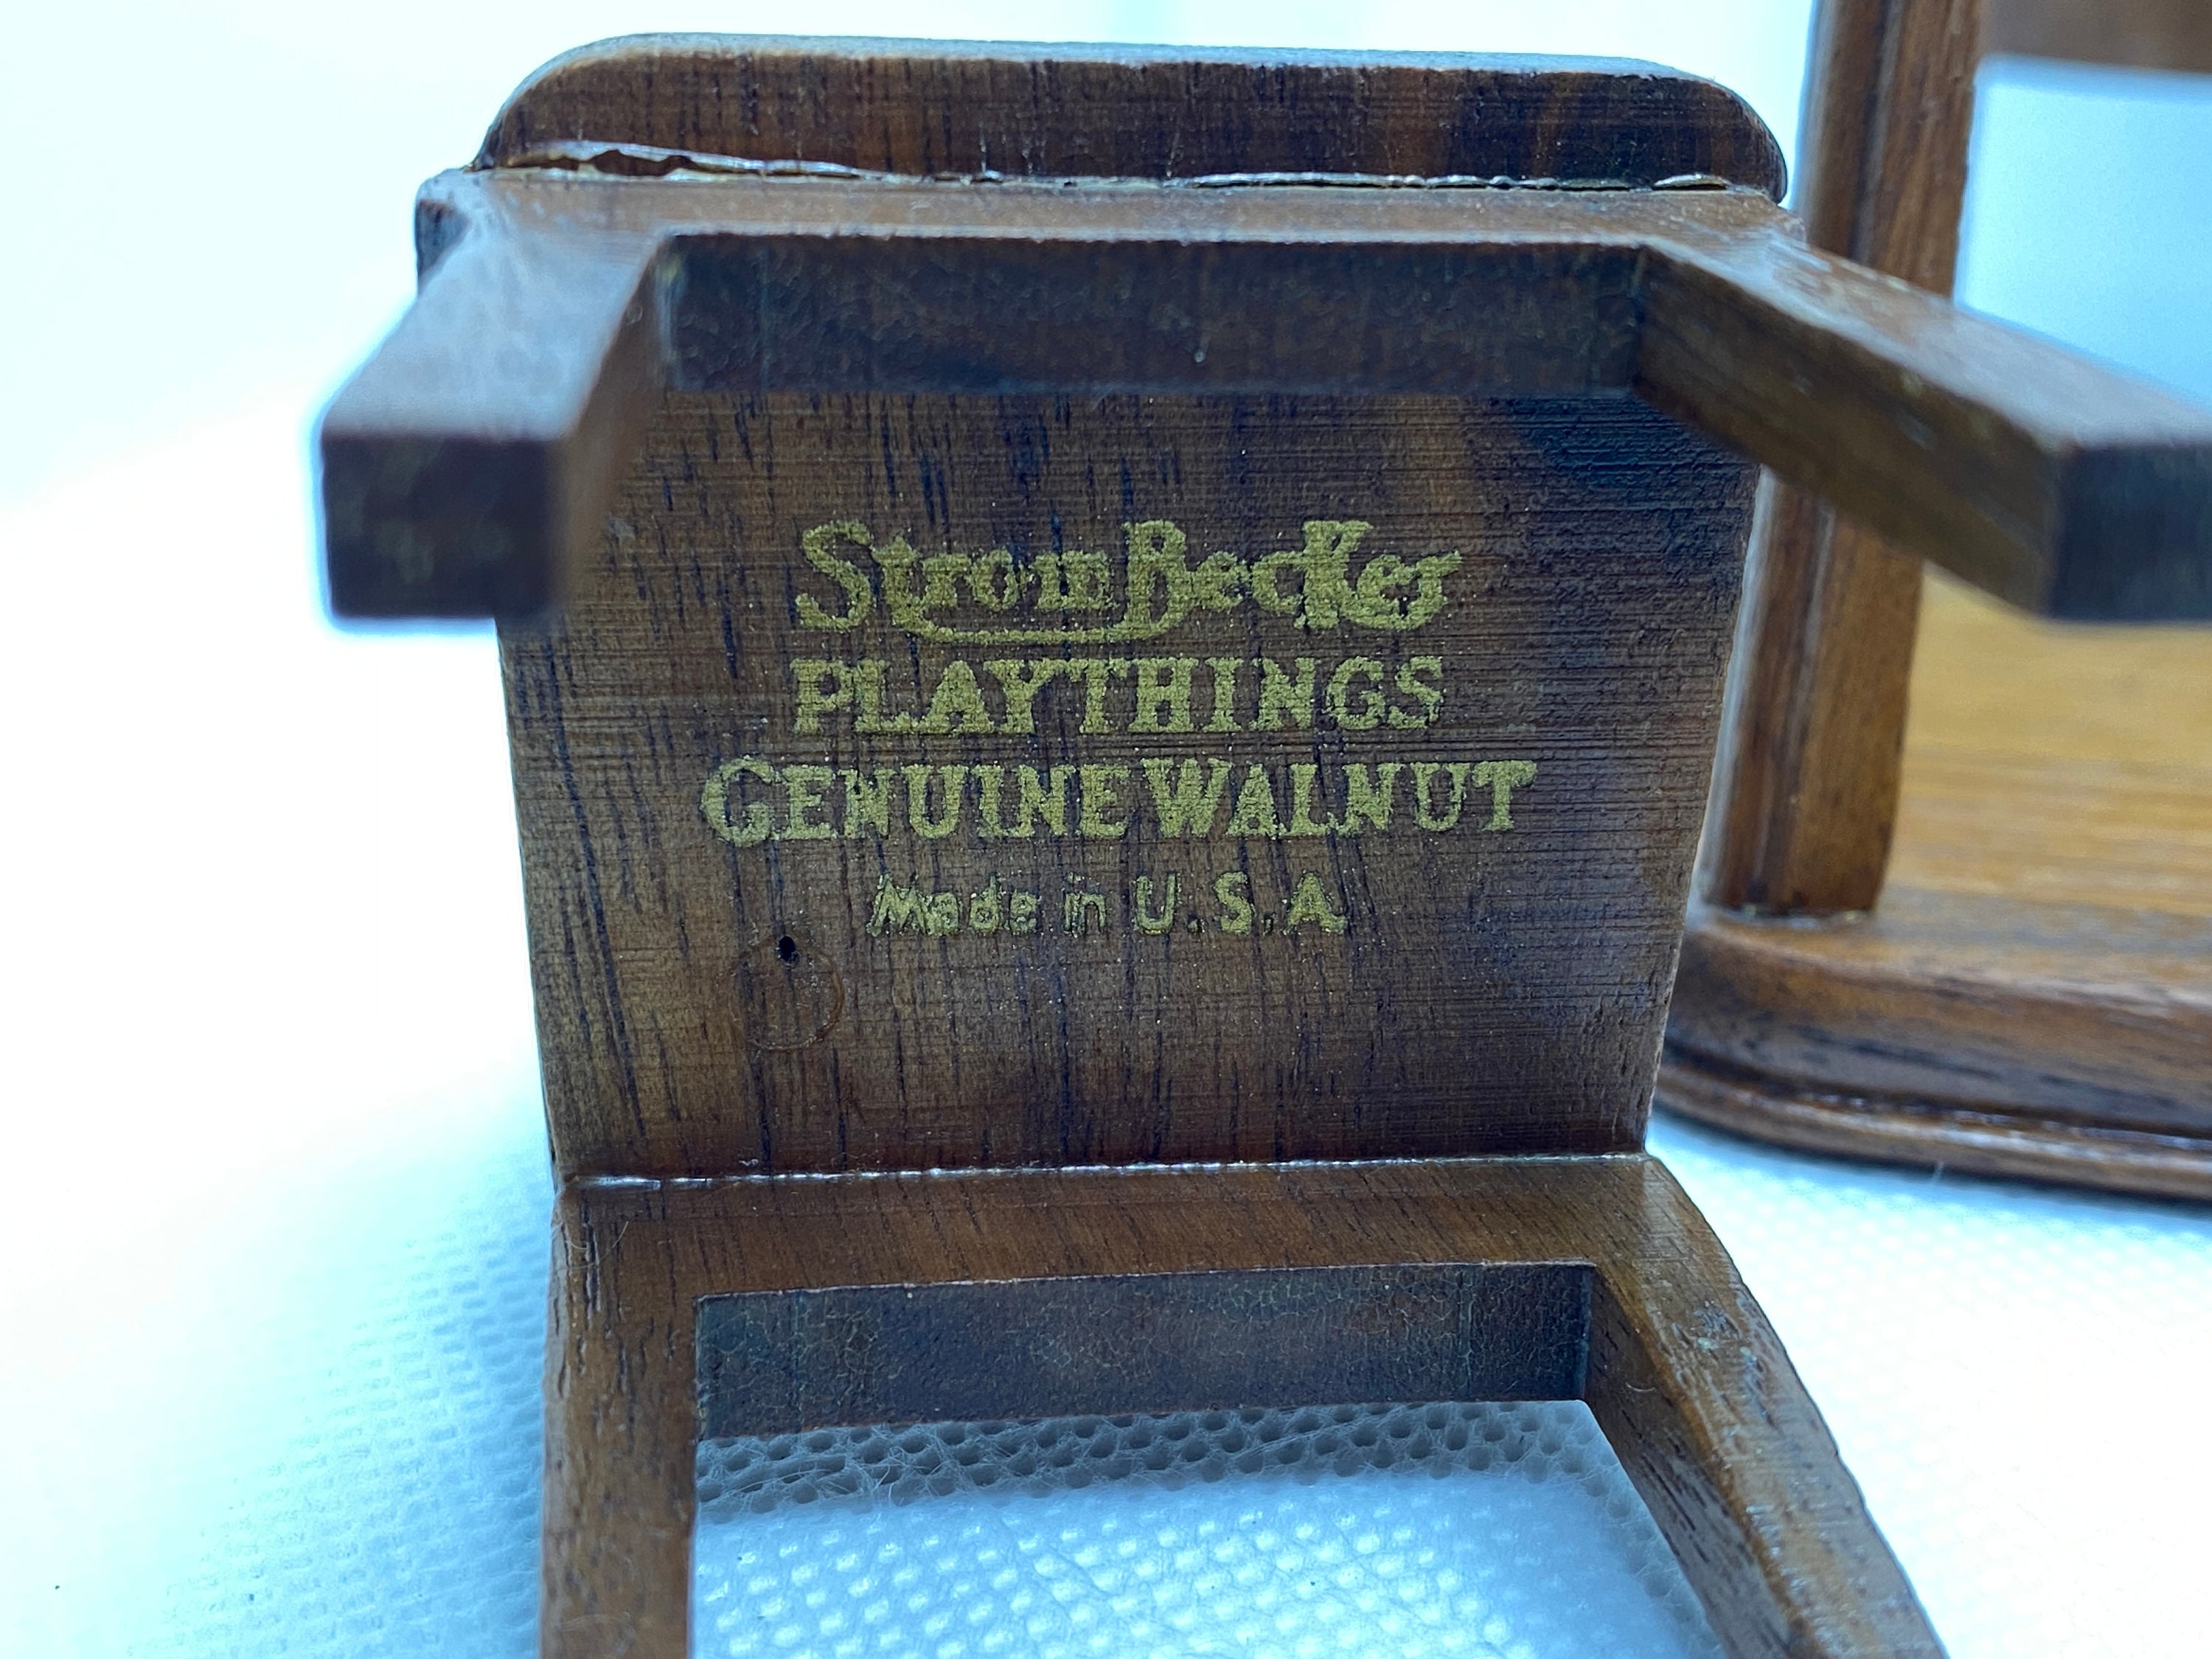 StromBecKer
PLAYTHINGS
GENUINE WALNUT
Made in U.S.A.